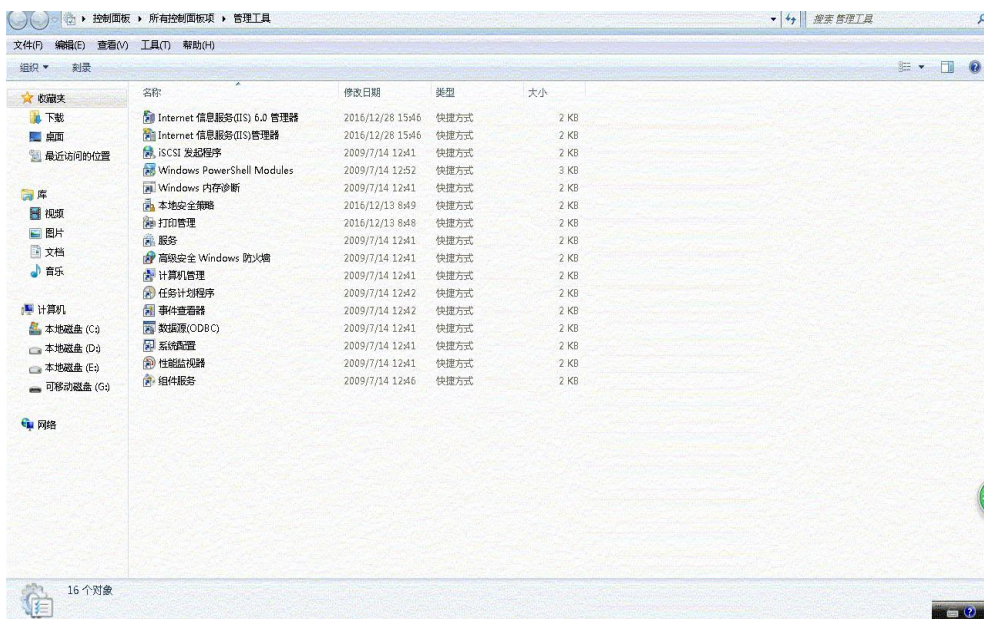 控制面板 ▸ 所有控制面板项 ▸ 管理工具
搜索 管理工具
文件(F) 编辑(E) 查看(V) 工具(T) 帮助(H)
组织 刻录
名称 修改日期 类型 大小
收藏夹
下载
桌面
最近访问的位置
库
视频
图片
文档
音乐
计算机
本地磁盘 (C:)
本地磁盘 (D:)
本地磁盘 (E:)
可移动磁盘 (G:)
网络
Internet 信息服务(IIS) 6.0 管理器 2016/12/28 15:46 快捷方式 2 KB
Internet 信息服务(IIS)管理器 2016/12/28 15:46 快捷方式 2 KB
iSCSI 发起程序 2009/7/14 12:41 快捷方式 2 KB
Windows PowerShell Modules 2009/7/14 12:52 快捷方式 3 KB
Windows 内存诊断 2009/7/14 12:41 快捷方式 2 KB
本地安全策略 2016/12/13 8:49 快捷方式 2 KB
打印管理 2016/12/13 8:48 快捷方式 2 KB
服务 2009/7/14 12:41 快捷方式 2 KB
高级安全 Windows 防火墙 2009/7/14 12:41 快捷方式 2 KB
计算机管理 2009/7/14 12:41 快捷方式 2 KB
任务计划程序 2009/7/14 12:42 快捷方式 2 KB
事件查看器 2009/7/14 12:42 快捷方式 2 KB
数据源(ODBC) 2009/7/14 12:41 快捷方式 2 KB
系统配置 2009/7/14 12:41 快捷方式 2 KB
性能监视器 2009/7/14 12:41 快捷方式 2 KB
组件服务 2009/7/14 12:46 快捷方式 2 KB
16 个对象